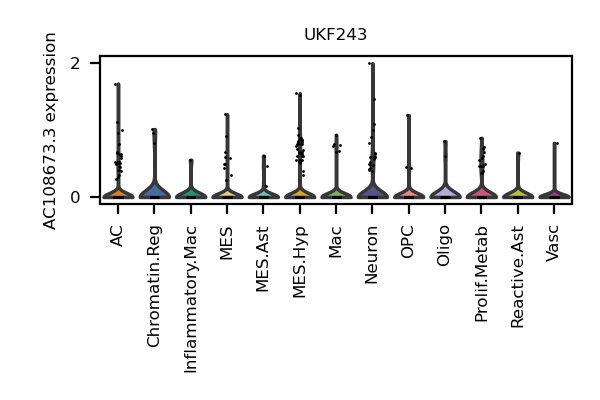 UKF243
AC108673.3 expression
2
0
AC
Chromatin.Reg
Inflammatory.Mac
MES
MES.Ast
MES.Hyp
Mac
Neuron
OPC
Oligo
Prolif.Metab
Reactive.Ast
Vasc